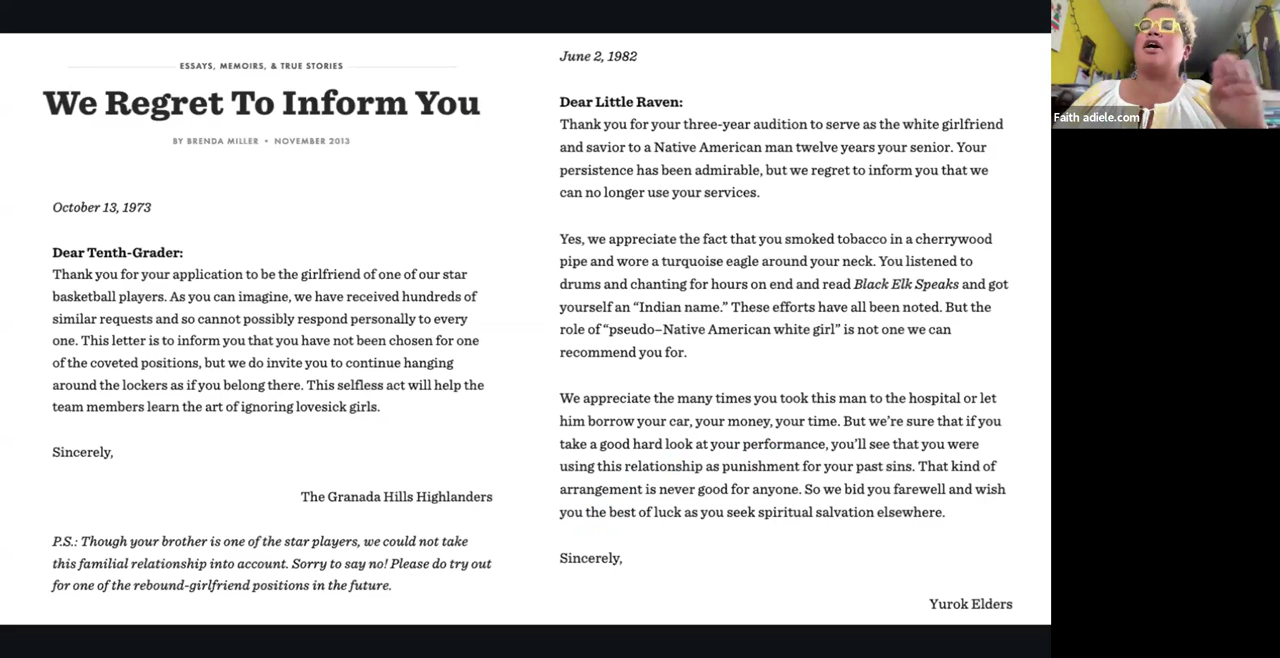 ESSAYS, MEMOIRS, & TRUE STORIES
We Regret To Inform You
BY BRENDA MILLER • NOVEMBER 2013
October 13, 1973
Dear Tenth-Grader:
Thank you for your application to be the girlfriend of one of our star
basketball players. As you can imagine, we have received hundreds of
similar requests and so cannot possibly respond personally to every
one. This letter is to inform you that you have not been chosen for one
of the coveted positions, but we do invite you to continue hanging
around the lockers as if you belong there. This selfless act will help the
team members learn the art of ignoring lovesick girls.
Sincerely,
The Granada Hills Highlanders
P.S.: Though your brother is one of the star players, we could not take
this familial relationship into account. Sorry to say no! Please do try out
for one of the rebound-girlfriend positions in the future.
June 2, 1982
Dear Little Raven:
Thank you for your three-year audition to serve as the white girlfriend
and savior to a Native American man twelve years your senior. Your
persistence has been admirable, but we regret to inform you that we
can no longer use your services.
Yes, we appreciate the fact that you smoked tobacco in a cherrywood
pipe and wore a turquoise eagle around your neck. You listened to
drums and chanting for hours on end and read Black Elk Speaks and got
yourself an “Indian name.” These efforts have all been noted. But the
role of “pseudo–Native American white girl” is not one we can
recommend you for.
We appreciate the many times you took this man to the hospital or let
him borrow your car, your money, your time. But we’re sure that if you
take a good hard look at your performance, you’ll see that you were
using this relationship as punishment for your past sins. That kind of
arrangement is never good for anyone. So we bid you farewell and wish
you the best of luck as you seek spiritual salvation elsewhere.
Sincerely,
Yurok Elders
Faith adiele.com